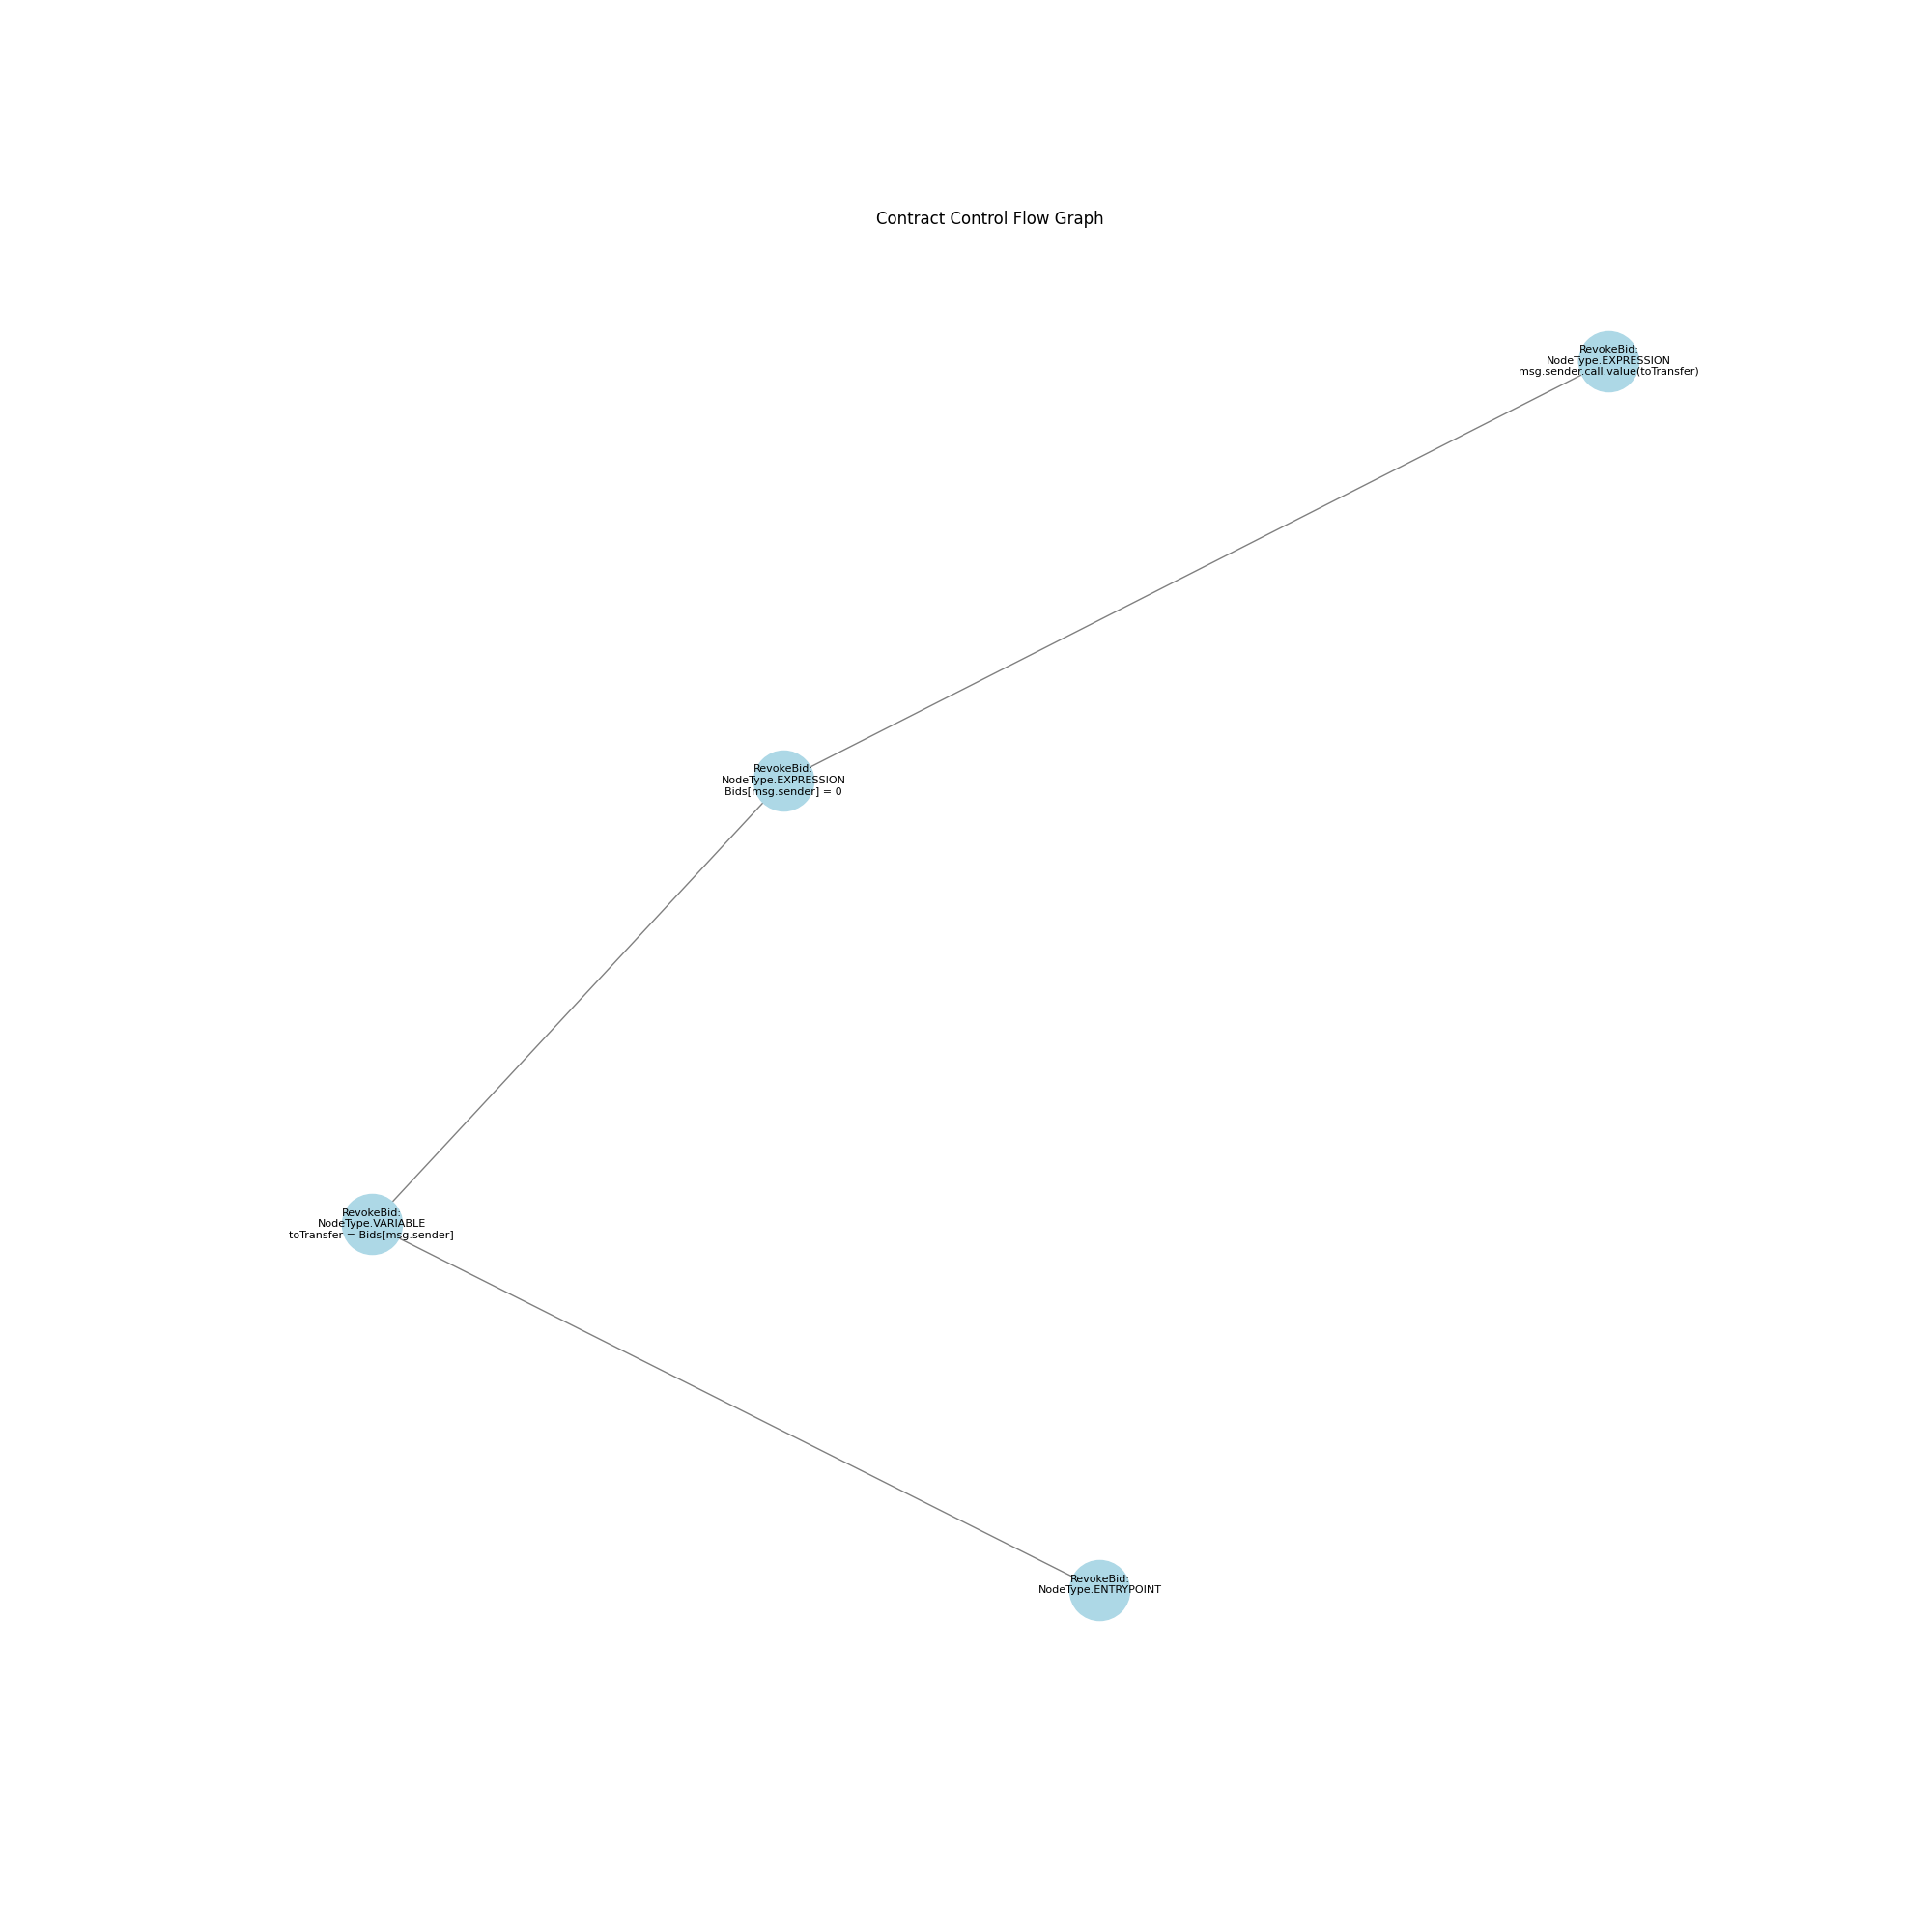 Contract Control Flow Graph
RevokeBid:
NodeType.EXPRESSION
msg.sender.call.value(toTransfer)
RevokeBid:
NodeType.EXPRESSION
Bids[msg.sender] = 0
RevokeBid:
NodeType.VARIABLE
toTransfer = Bids[msg.sender]
RevokeBid:
NodeType.ENTRYPOINT